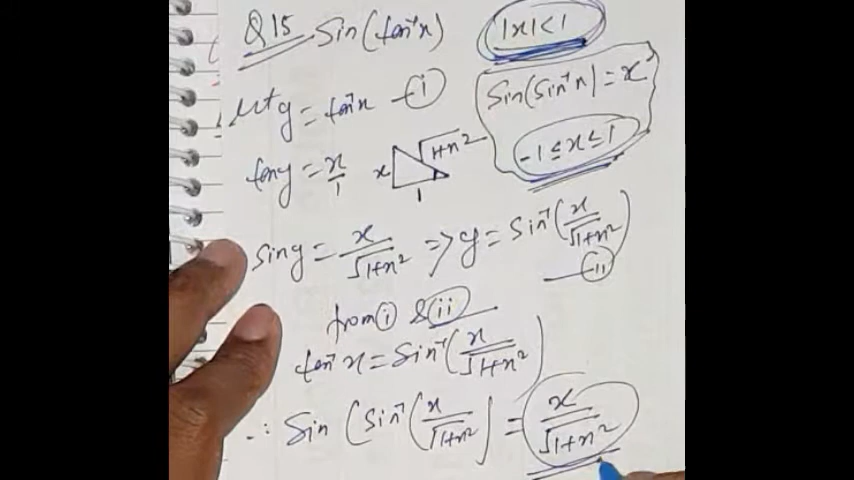 Q15 Sin(tan⁻¹x) |x|<1
Sin(Sin⁻¹x)=x
-1≤x≤1
Let y=tan⁻¹x —(i)
tany=x/1 x 1 √1+x²
Siny=x/√1+x² => y=Sin⁻¹(x/√1+x²)
—(ii)
from (i) & (ii)
tan⁻¹x=Sin⁻¹(x/√1+x²)
∴ Sin(Sin⁻¹(x/√1+x²)=x/√1+x²